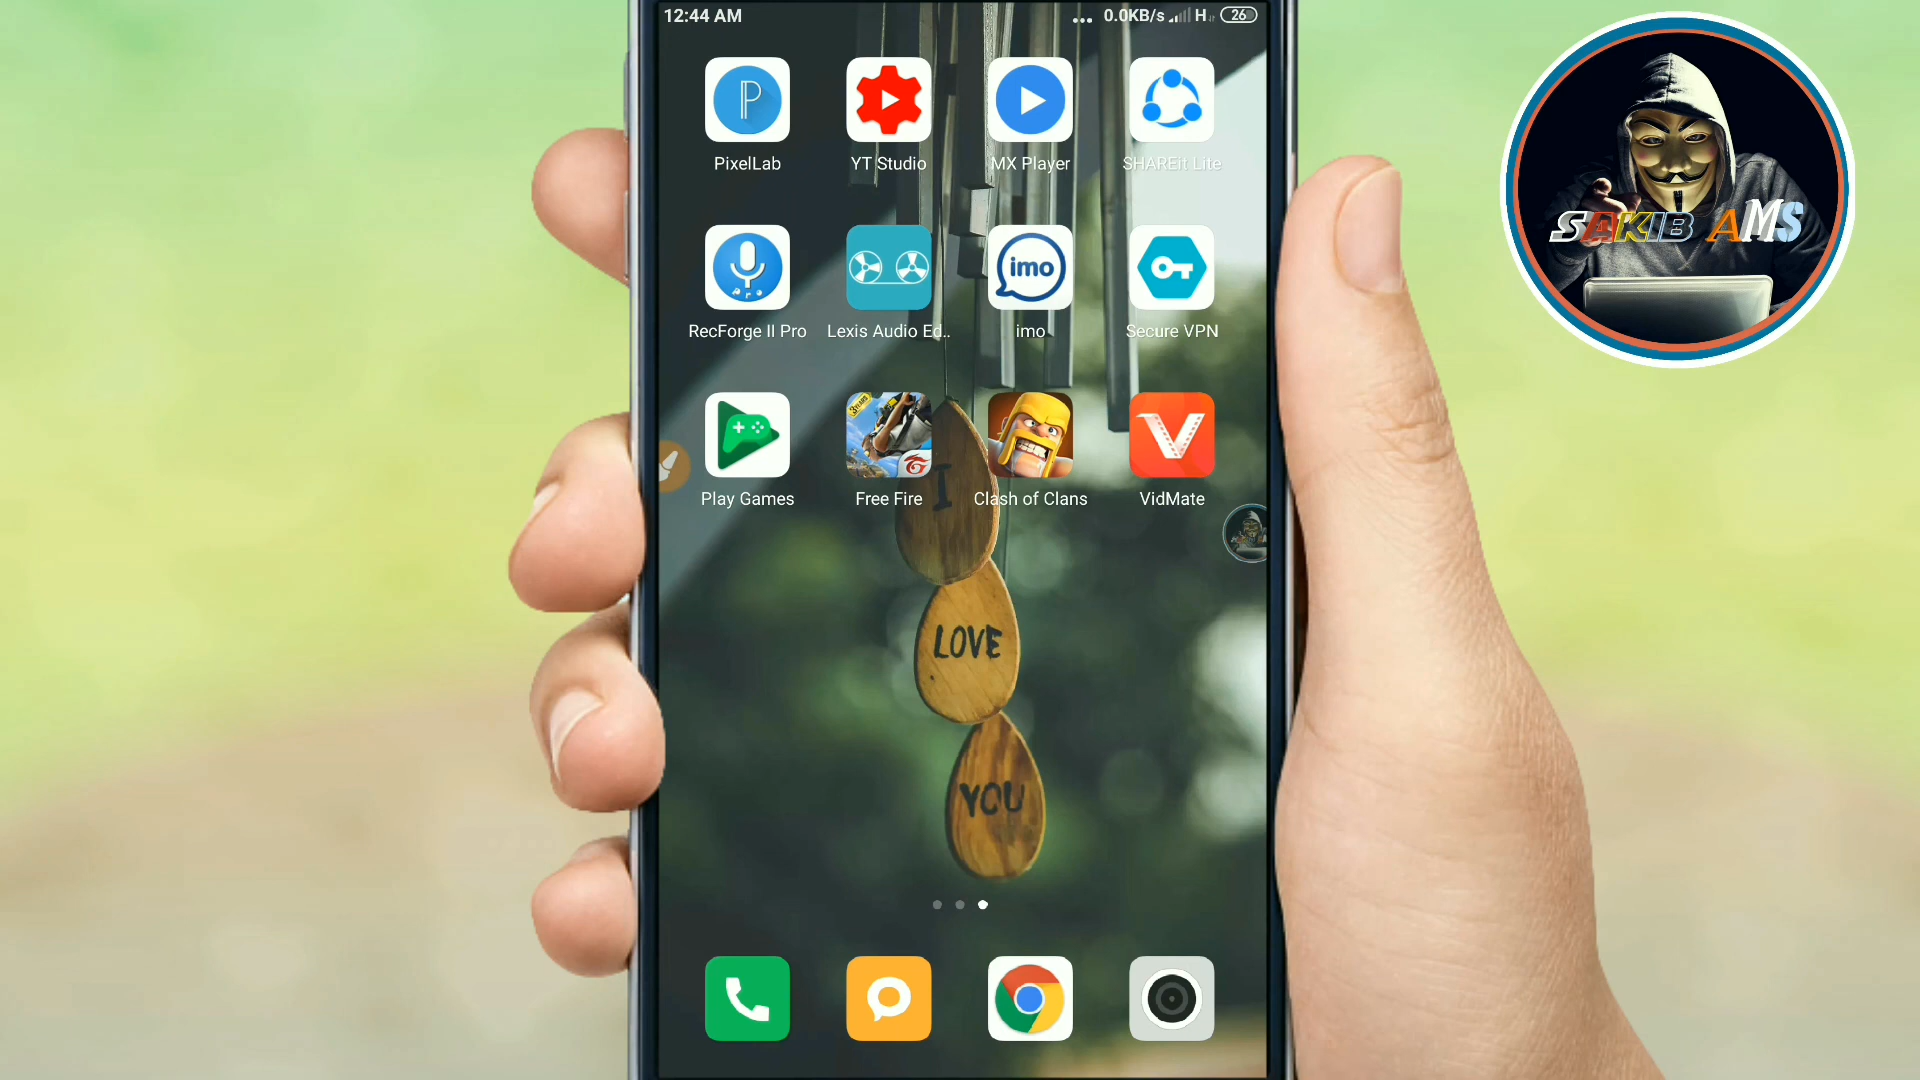 12:44 AM
... 0.0KB/s H 26
SAKIB AMS
PixelLab
YT Studio
MX Player
SHAREit Lite
Pro
imo
RecForge II Pro
Lexis Audio Ed..
imo
Secure VPN
Play Games
Free Fire
Clash of Clans
VidMate
I
LOVE
YOU